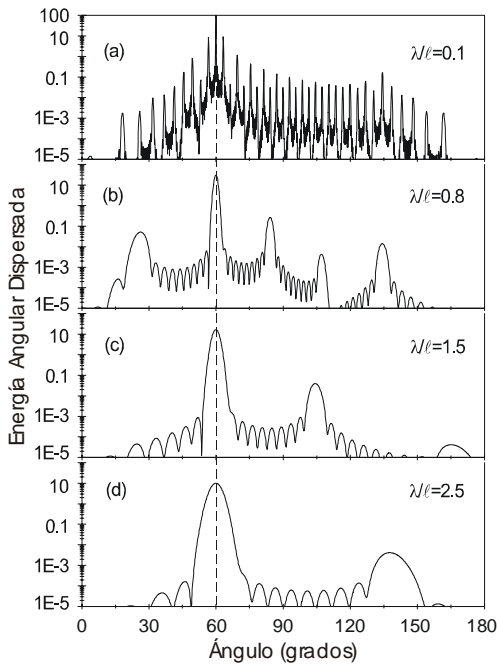 Energía Angular Dispersada
100
(a)
λ/ℓ=0.1
10
0.1
1E-3
1E-5
(b)
λ/ℓ=0.8
10
0.1
1E-3
1E-5
(c)
λ/ℓ=1.5
10
0.1
1E-3
1E-5
(d)
λ/ℓ=2.5
10
0.1
1E-3
1E-5
0 30 60 90 120 150 180
Ángulo (grados)